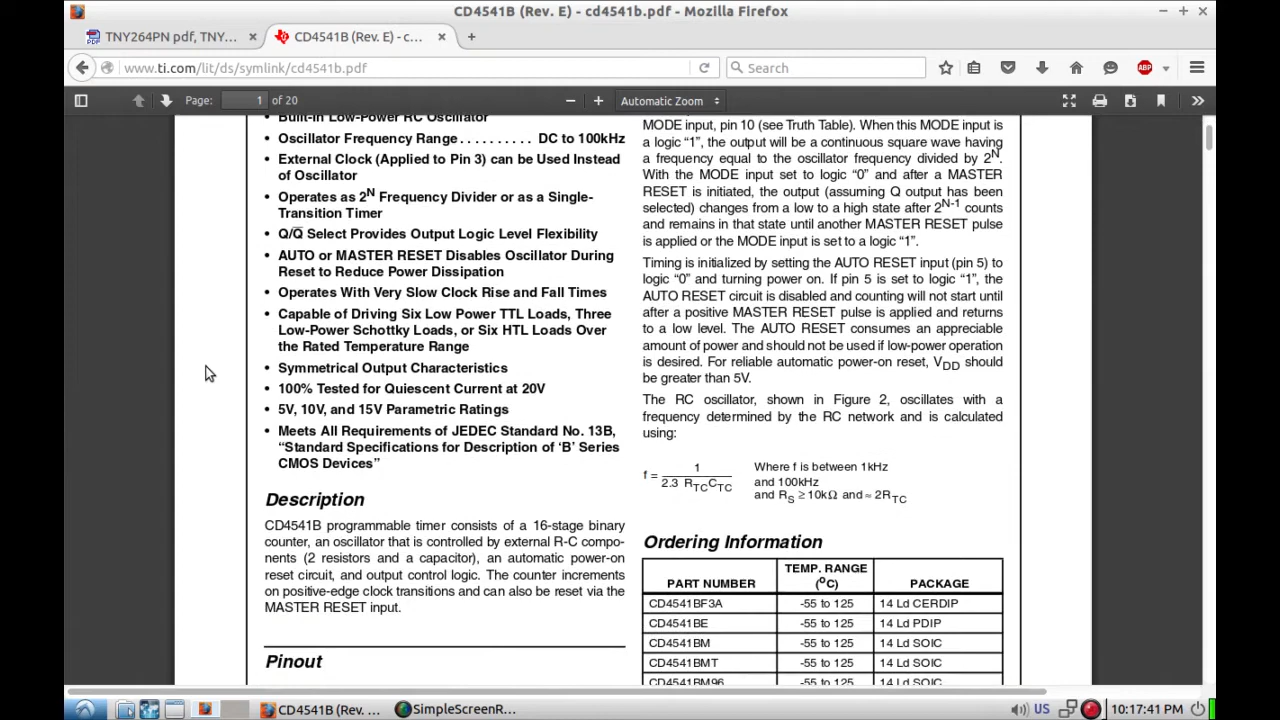 CD4541B (Rev. E) - cd4541b.pdf - Mozilla Firefox
TNY264PN pdf, TNY...
CD4541B (Rev. E) - c...
www.ti.com/lit/ds/symlink/cd4541b.pdf
Search
ABP
Page: 1 of 20
Automatic Zoom
Built-in Low-Power RC Oscillator
• Oscillator Frequency Range . . . . . . . . . . DC to 100kHz
• External Clock (Applied to Pin 3) can be Used Instead
of Oscillator
• Operates as 2N Frequency Divider or as a Single-
Transition Timer
• Q/Q̅ Select Provides Output Logic Level Flexibility
• AUTO or MASTER RESET Disables Oscillator During
Reset to Reduce Power Dissipation
• Operates With Very Slow Clock Rise and Fall Times
• Capable of Driving Six Low Power TTL Loads, Three
Low-Power Schottky Loads, or Six HTL Loads Over
the Rated Temperature Range
• Symmetrical Output Characteristics
• 100% Tested for Quiescent Current at 20V
• 5V, 10V, and 15V Parametric Ratings
• Meets All Requirements of JEDEC Standard No. 13B,
“Standard Specifications for Description of ‘B’ Series
CMOS Devices”
Description
CD4541B programmable timer consists of a 16-stage binary
counter, an oscillator that is controlled by external R-C compo-
nents (2 resistors and a capacitor), an automatic power-on
reset circuit, and output control logic. The counter increments
on positive-edge clock transitions and can also be reset via the
MASTER RESET input.
Pinout
MODE input, pin 10 (see Truth Table). When this MODE input is
a logic “1”, the output will be a continuous square wave having
a frequency equal to the oscillator frequency divided by 2N.
With the MODE input set to logic “0” and after a MASTER
RESET is initiated, the output (assuming Q output has been
selected) changes from a low to a high state after 2N-1 counts
and remains in that state until another MASTER RESET pulse
is applied or the MODE input is set to a logic “1”.
Timing is initialized by setting the AUTO RESET input (pin 5) to
logic “0” and turning power on. If pin 5 is set to logic “1”, the
AUTO RESET circuit is disabled and counting will not start until
after a positive MASTER RESET pulse is applied and returns
to a low level. The AUTO RESET consumes an appreciable
amount of power and should not be used if low-power operation
is desired. For reliable automatic power-on reset, VDD should
be greater than 5V.
The RC oscillator, shown in Figure 2, oscillates with a
frequency determined by the RC network and is calculated
using:
f = 1 / 2.3 RTCCTC
Where f is between 1kHz
and 100kHz
and RS ≥ 10kΩ and ≈ 2RTC
Ordering Information
PART NUMBER TEMP. RANGE (oC) PACKAGE
CD4541BF3A -55 to 125 14 Ld CERDIP
CD4541BE -55 to 125 14 Ld PDIP
CD4541BM -55 to 125 14 Ld SOIC
CD4541BMT -55 to 125 14 Ld SOIC
CD4541BM96 -55 to 125 14 Ld SOIC
CD4541B (Rev. ...
SimpleScreenR...
US
10:17:41 PM